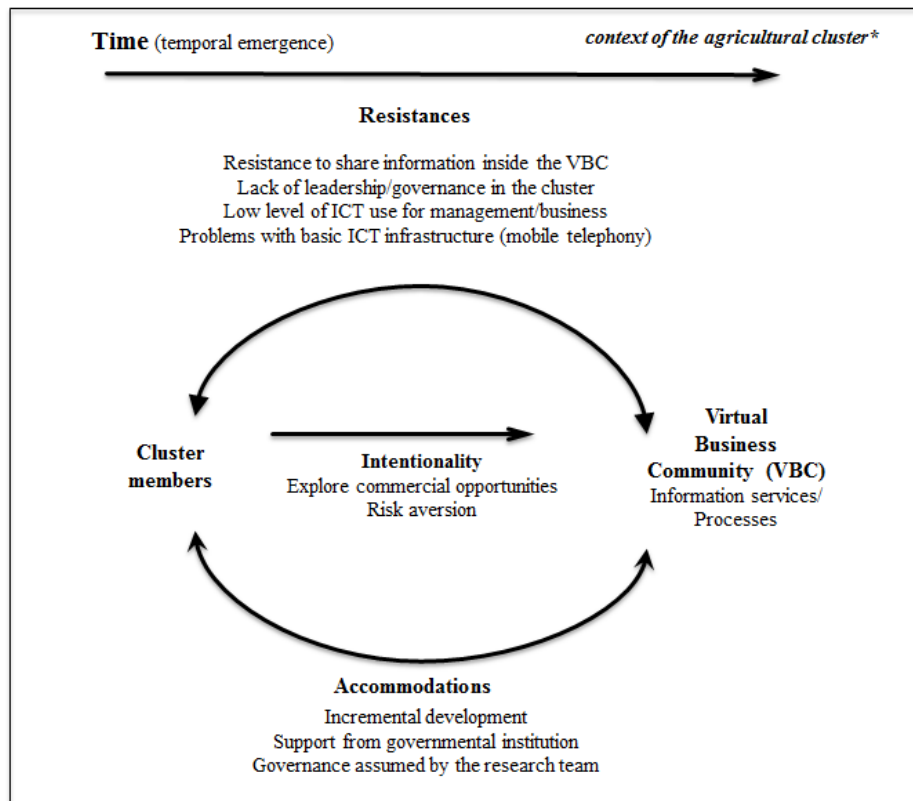 Time (temporal emergence)
context of the agricultural cluster*
Resistances
Resistance to share information inside the VBC
Lack of leadership/governance in the cluster
Low level of ICT use for management/business
Problems with basic ICT infrastructure (mobile telephony)
Cluster
members
Intentionality
Explore commercial opportunities
Risk aversion
Virtual
Business
Community (VBC)
Information services/
Processes
Accommodations
Incremental development
Support from governmental institution
Governance assumed by the research team